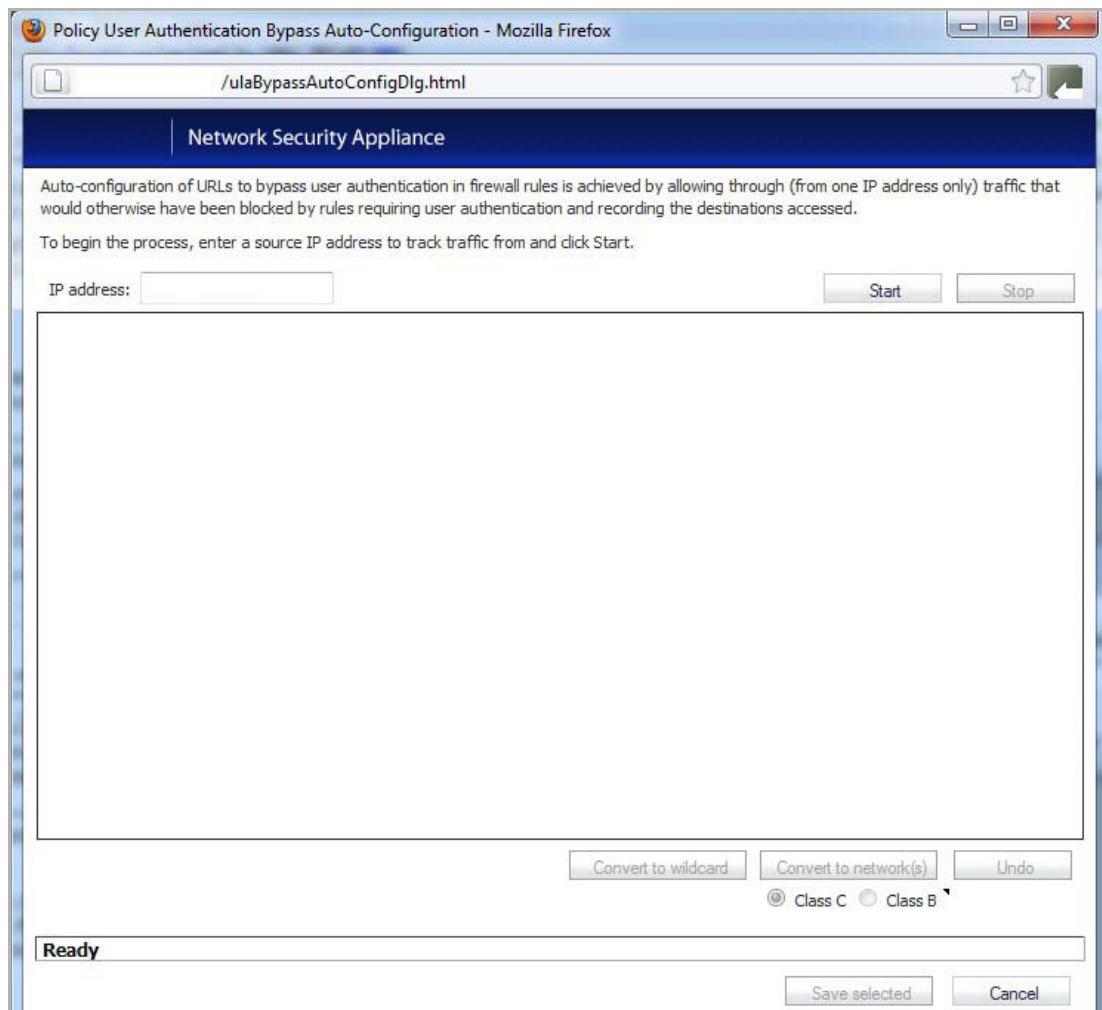 Policy User Authentication Bypass Auto-Configuration - Mozilla Firefox
/ulaBypassAutoConfigDlg.html
Network Security Appliance
Auto-configuration of URLs to bypass user authentication in firewall rules is achieved by allowing through (from one IP address only) traffic that
would otherwise have been blocked by rules requiring user authentication and recording the destinations accessed.
To begin the process, enter a source IP address to track traffic from and click Start.
IP address: Start Stop
Convert to wildcard Convert to network(s) Undo
Class C Class B
Ready
Save selected Cancel